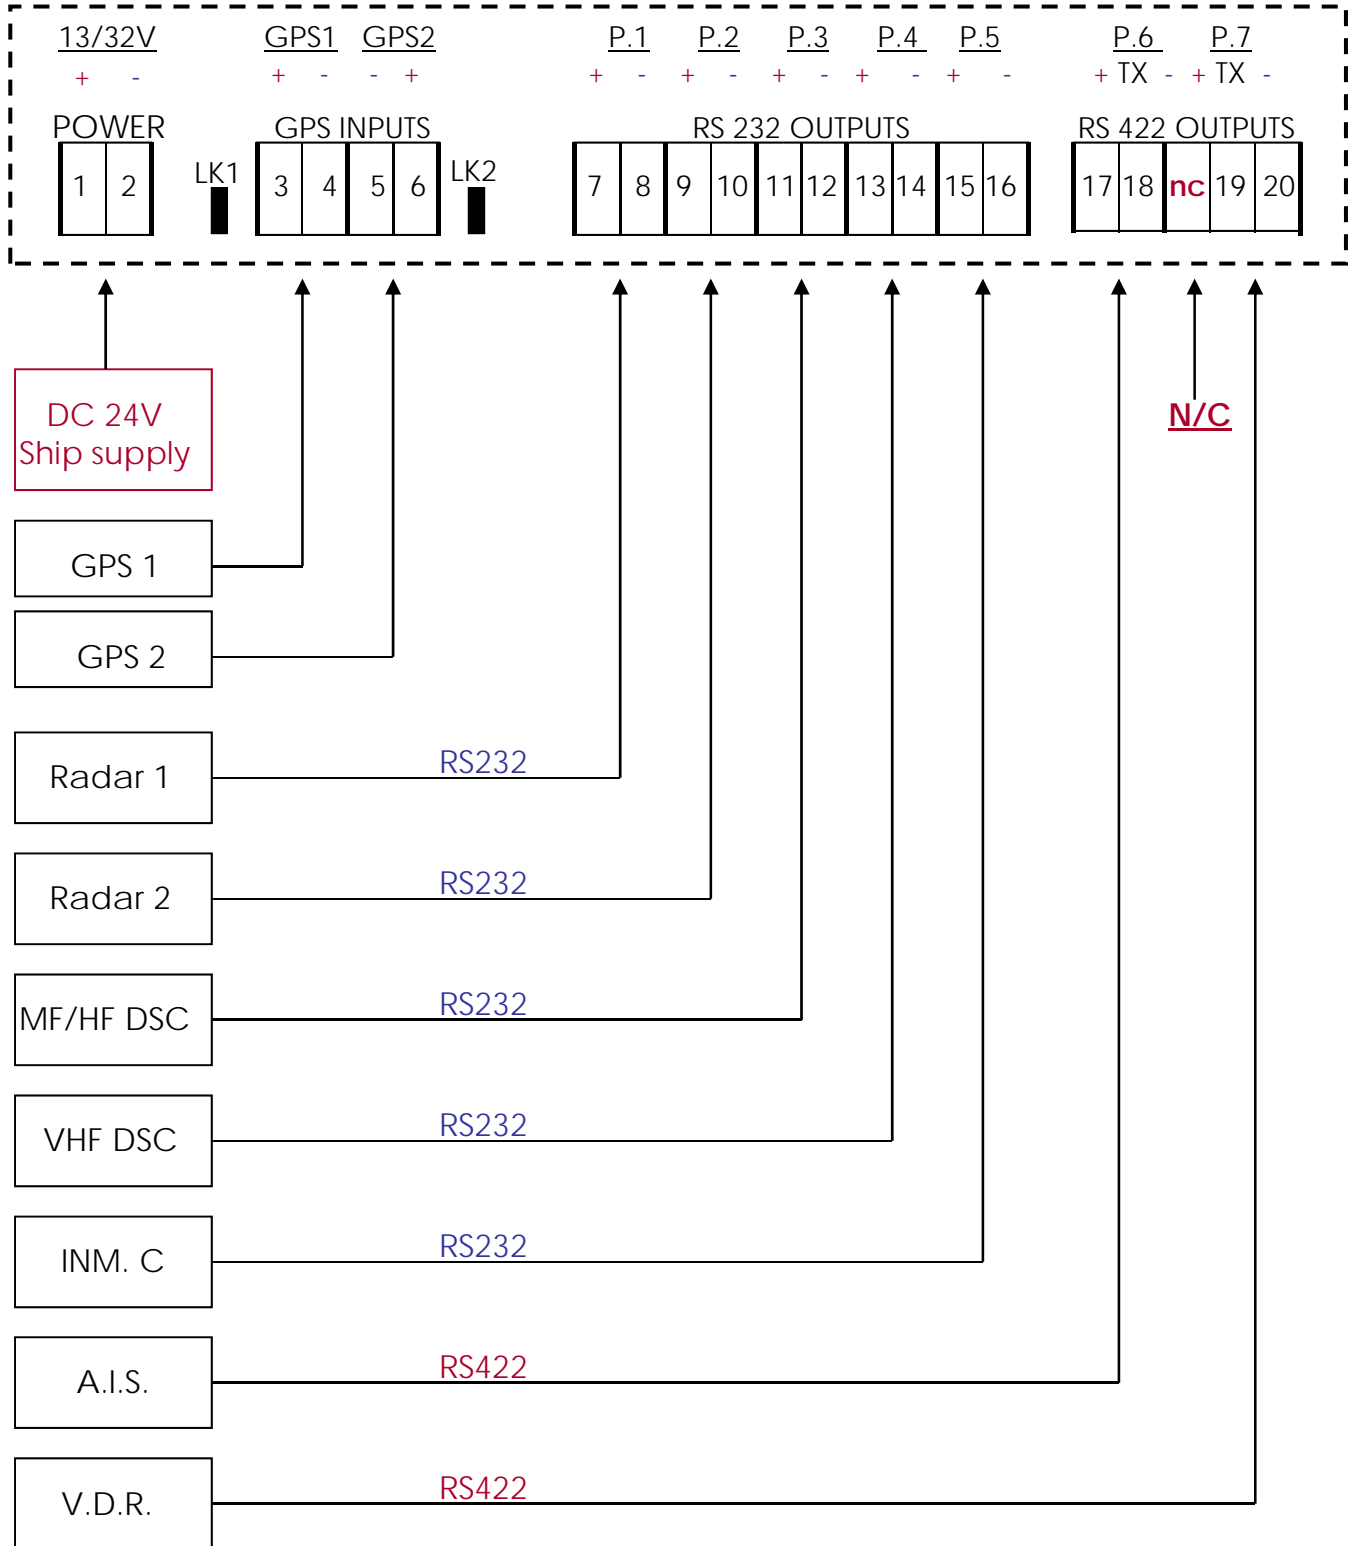 13/32V GPS1 GPS2 P.1 P.2 P.3 P.4 P.5 P.6 P.7
+ - + - - + + - + - + - + - + - + TX - + TX -
POWER GPS INPUTS RS 232 OUTPUTS RS 422 OUTPUTS
1 2 LK1 3 4 5 6 LK2 7 8 9 10 11 12 13 14 15 16 17 18 nc 19 20
DC 24V
Ship supply
N/C
GPS 1
GPS 2
Radar 1 RS232
Radar 2 RS232
MF/HF DSC RS232
VHF DSC RS232
INM. C RS232
A.I.S. RS422
V.D.R. RS422